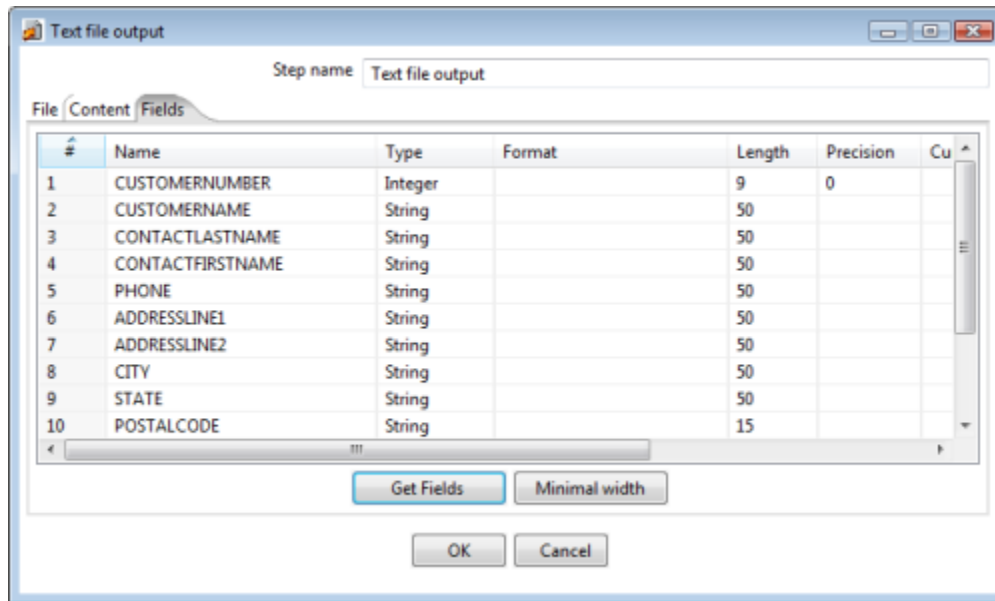 Text file output
Step name Text file output
File Content Fields
# Name Type Format Length Precision Cu
1 CUSTOMERNUMBER Integer 9 0
2 CUSTOMERNAME String 50
3 CONTACTLASTNAME String 50
4 CONTACTFIRSTNAME String 50
5 PHONE String 50
6 ADDRESSLINE1 String 50
7 ADDRESSLINE2 String 50
8 CITY String 50
9 STATE String 50
10 POSTALCODE String 15
Get Fields Minimal width
OK Cancel